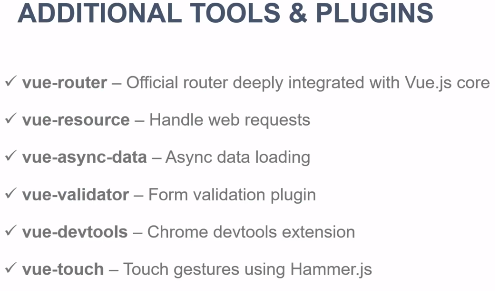 ADDITIONAL TOOLS & PLUGINS
✓ vue-router – Official router deeply integrated with Vue.js core
✓ vue-resource – Handle web requests
✓ vue-async-data – Async data loading
✓ vue-validator – Form validation plugin
✓ vue-devtools – Chrome devtools extension
✓ vue-touch – Touch gestures using Hammer.js